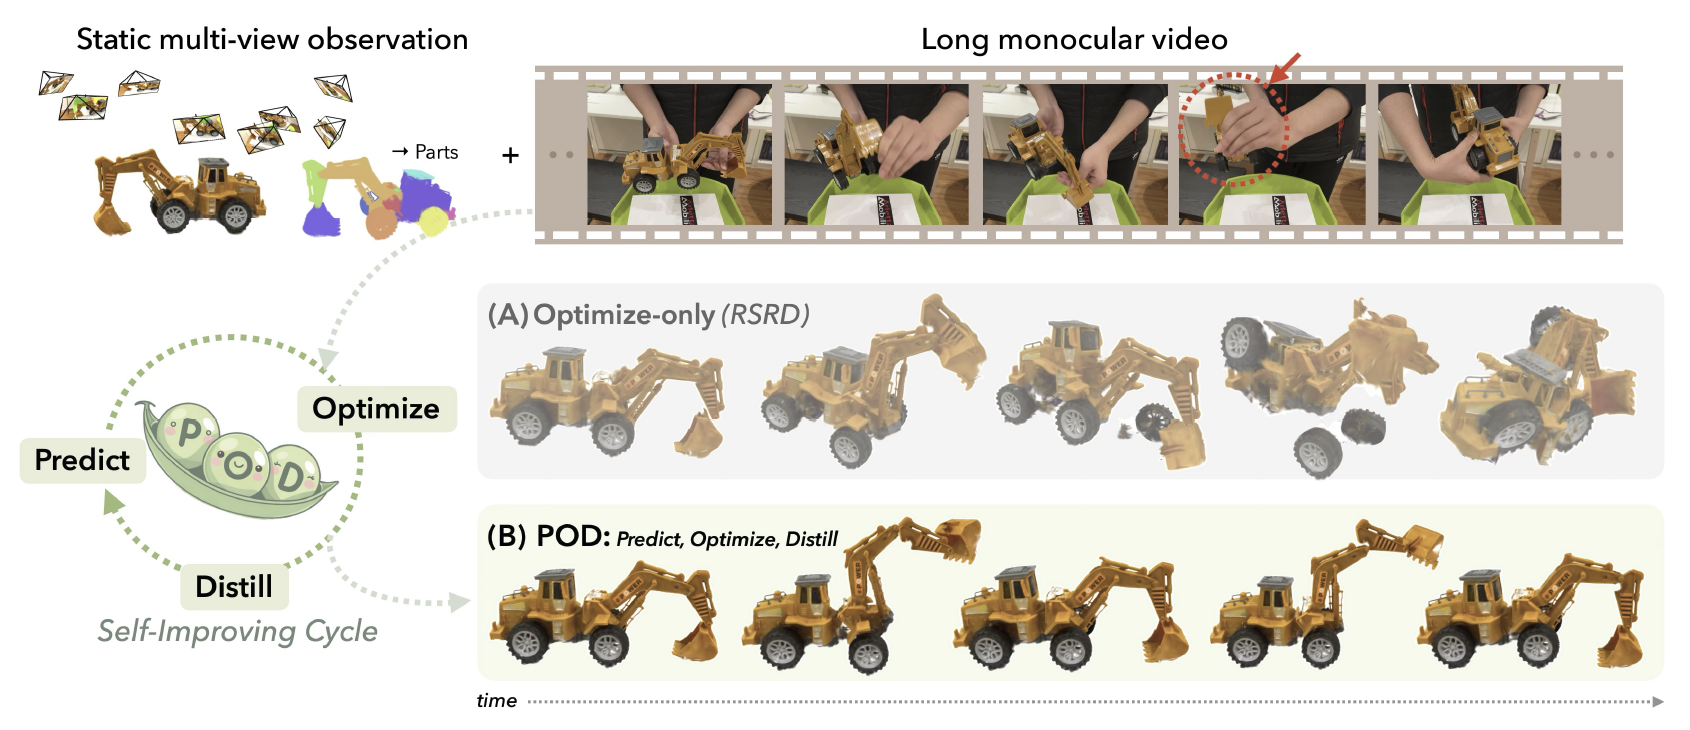 Static multi-view observation
Long monocular video
→ Parts
+
(A) Optimize-only (RSRD)
Optimize
Predict
P
O
D
Distill
Self-Improving Cycle
(B) POD: Predict, Optimize, Distill
time